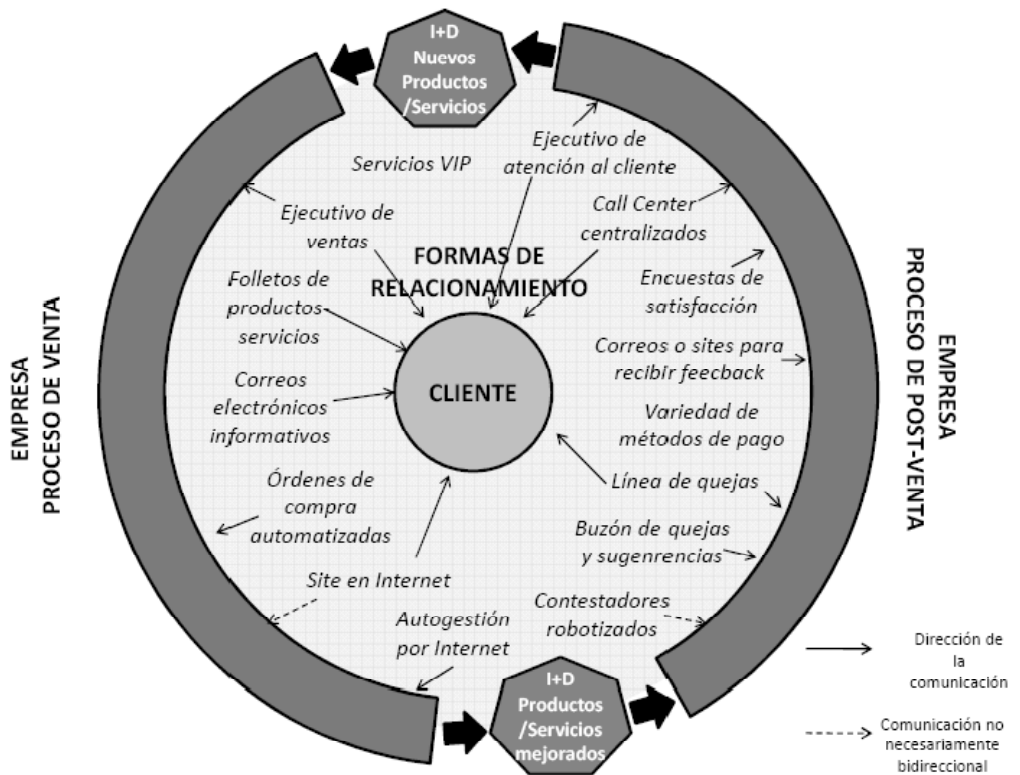 I+D
Nuevos
Productos
/Servicios
Servicios VIP
Ejecutivo de
atención al cliente
Ejecutivo de
ventas
Call Center
centralizados
FORMAS DE
RELACIONAMIENTO
Folletos de
productos
servicios
Encuestas de
satisfacción
Correos
electrónicos
informativos
CLIENTE
Correos o sites para
recibir feecback
Variedad de
métodos de pago
Órdenes de
compra
automatizadas
Línea de quejas
Buzón de quejas
y sugenrencias
Site en Internet
Autogestión
por Internet
Contestadores
robotizados
I+D
Productos
/Servicios
mejorados
EMPRESA
PROCESO DE VENTA
EMPRESA
PROCESO DE POST-VENTA
Dirección de
la
comunicación
Comunicación no
necesariamente
bidireccional